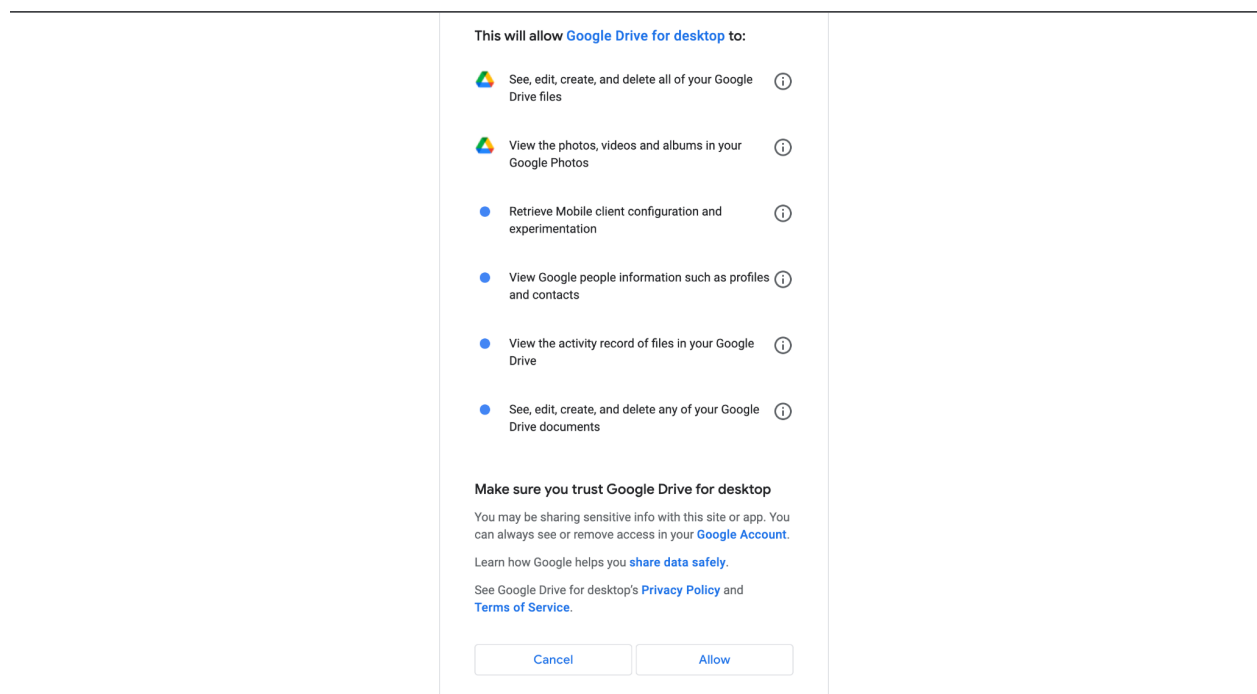 This will allow Google Drive for desktop to:
See, edit, create, and delete all of your Google
Drive files
View the photos, videos and albums in your
Google Photos
Retrieve Mobile client configuration and
experimentation
View Google people information such as profiles
and contacts
View the activity record of files in your Google
Drive
See, edit, create, and delete any of your Google
Drive documents
Make sure you trust Google Drive for desktop
You may be sharing sensitive info with this site or app. You
can always see or remove access in your Google Account.
Learn how Google helps you share data safely.
See Google Drive for desktop's Privacy Policy and
Terms of Service.
Cancel Allow